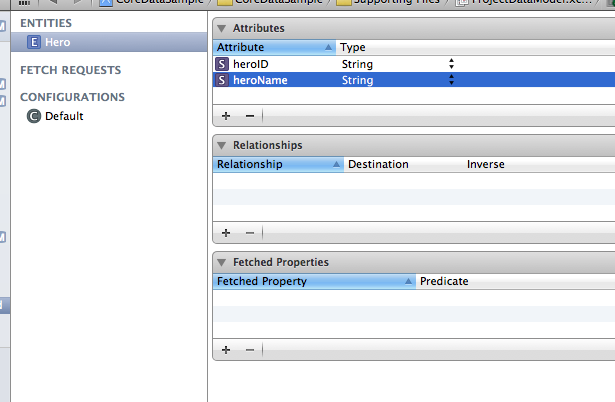 CoreDataSample CoreDataSample Supporting Files ProjectDataModel.xc...
ENTITIES
E Hero
FETCH REQUESTS
CONFIGURATIONS
C Default
Attributes
Attribute Type
S heroID String
S heroName String
+ −
Relationships
Relationship Destination Inverse
+ −
Fetched Properties
Fetched Property Predicate
+ −